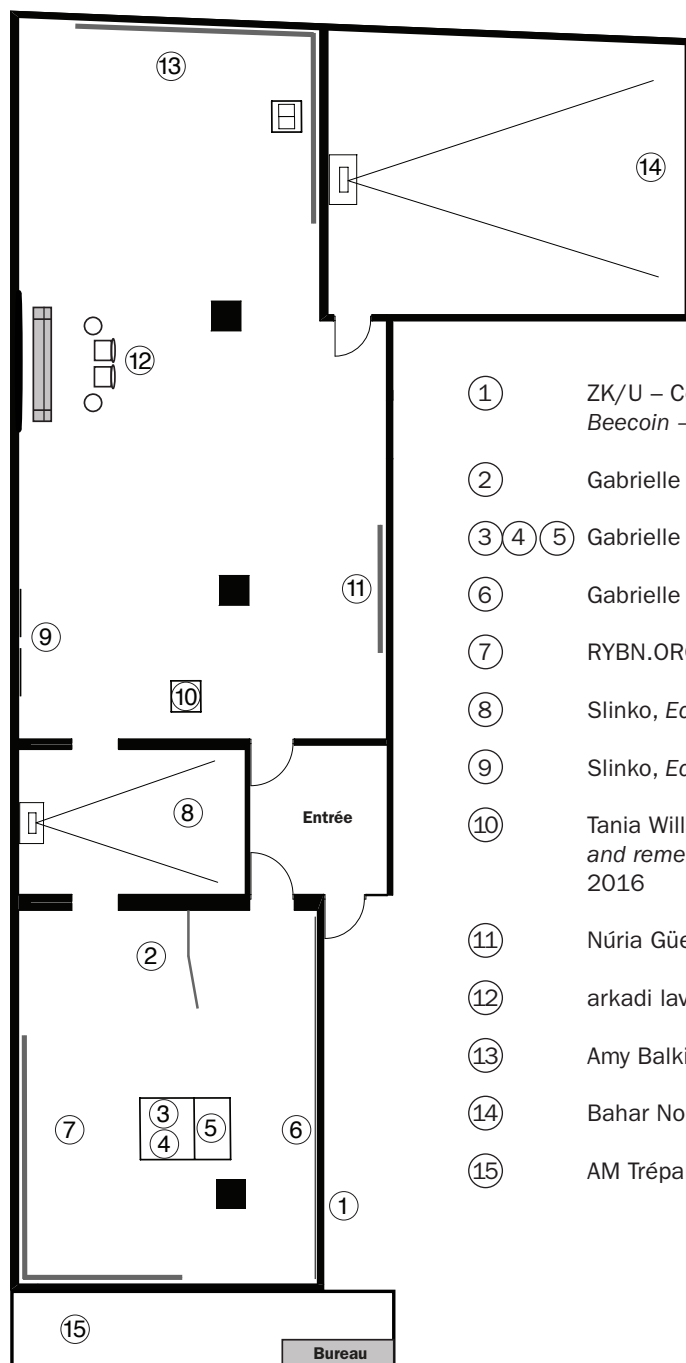 13
14
12
11
9
10
8
Entrée
2
3
4
5
6
7
1
15
Bureau
1 ZK/U –
Beecoin –
2 Gabrielle
3 4 5 Gabrielle
6 Gabrielle
7 RYBN.OR
8 Slinko,
9 Slinko,
10 Tania Will
and reme
2016
11 Núria Güe
12 arkadi lav
13 Amy Balki
14 Bahar No
15 AM Trépa